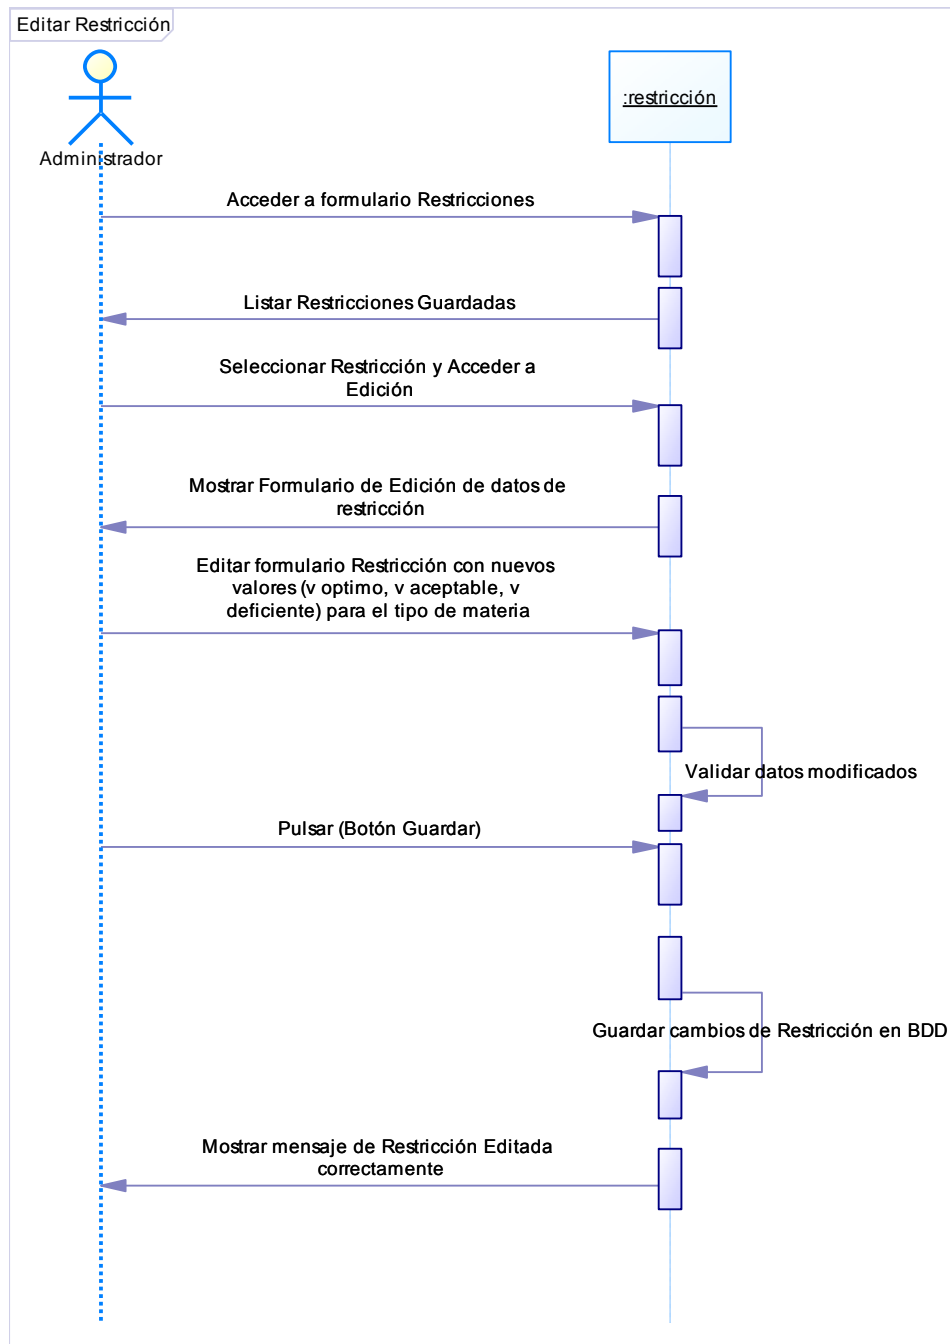 Editar Restricción
:restricción
Administrador
Acceder a formulario Restricciones
Listar Restricciones Guardadas
Seleccionar Restricción y Acceder a
Edición
Mostrar Formulario de Edición de datos de
restricción
Editar formulario Restricción con nuevos
valores (v optimo, v aceptable, v
deficiente) para el tipo de materia
Validar datos modificados
Pulsar (Botón Guardar)
Guardar cambios de Restricción en BDD
Mostrar mensaje de Restricción Editada
correctamente